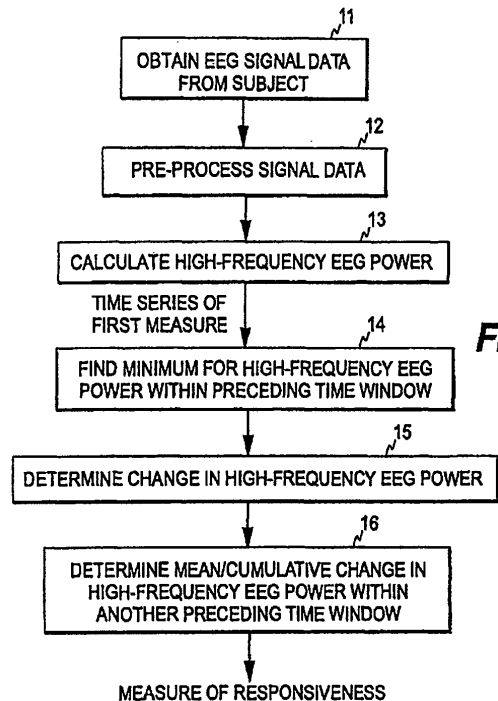 11
OBTAIN EEG SIGNAL DATA
FROM SUBJECT
12
PRE-PROCESS SIGNAL DATA
13
CALCULATE HIGH-FREQUENCY EEG POWER
TIME SERIES OF
FIRST MEASURE
14
FIND MINIMUM FOR HIGH-FREQUENCY EEG
POWER WITHIN PRECEDING TIME WINDOW
15
DETERMINE CHANGE IN HIGH-FREQUENCY EEG POWER
16
DETERMINE MEAN/CUMULATIVE CHANGE IN
HIGH-FREQUENCY EEG POWER WITHIN
ANOTHER PRECEDING TIME WINDOW
MEASURE OF RESPONSIVENESS